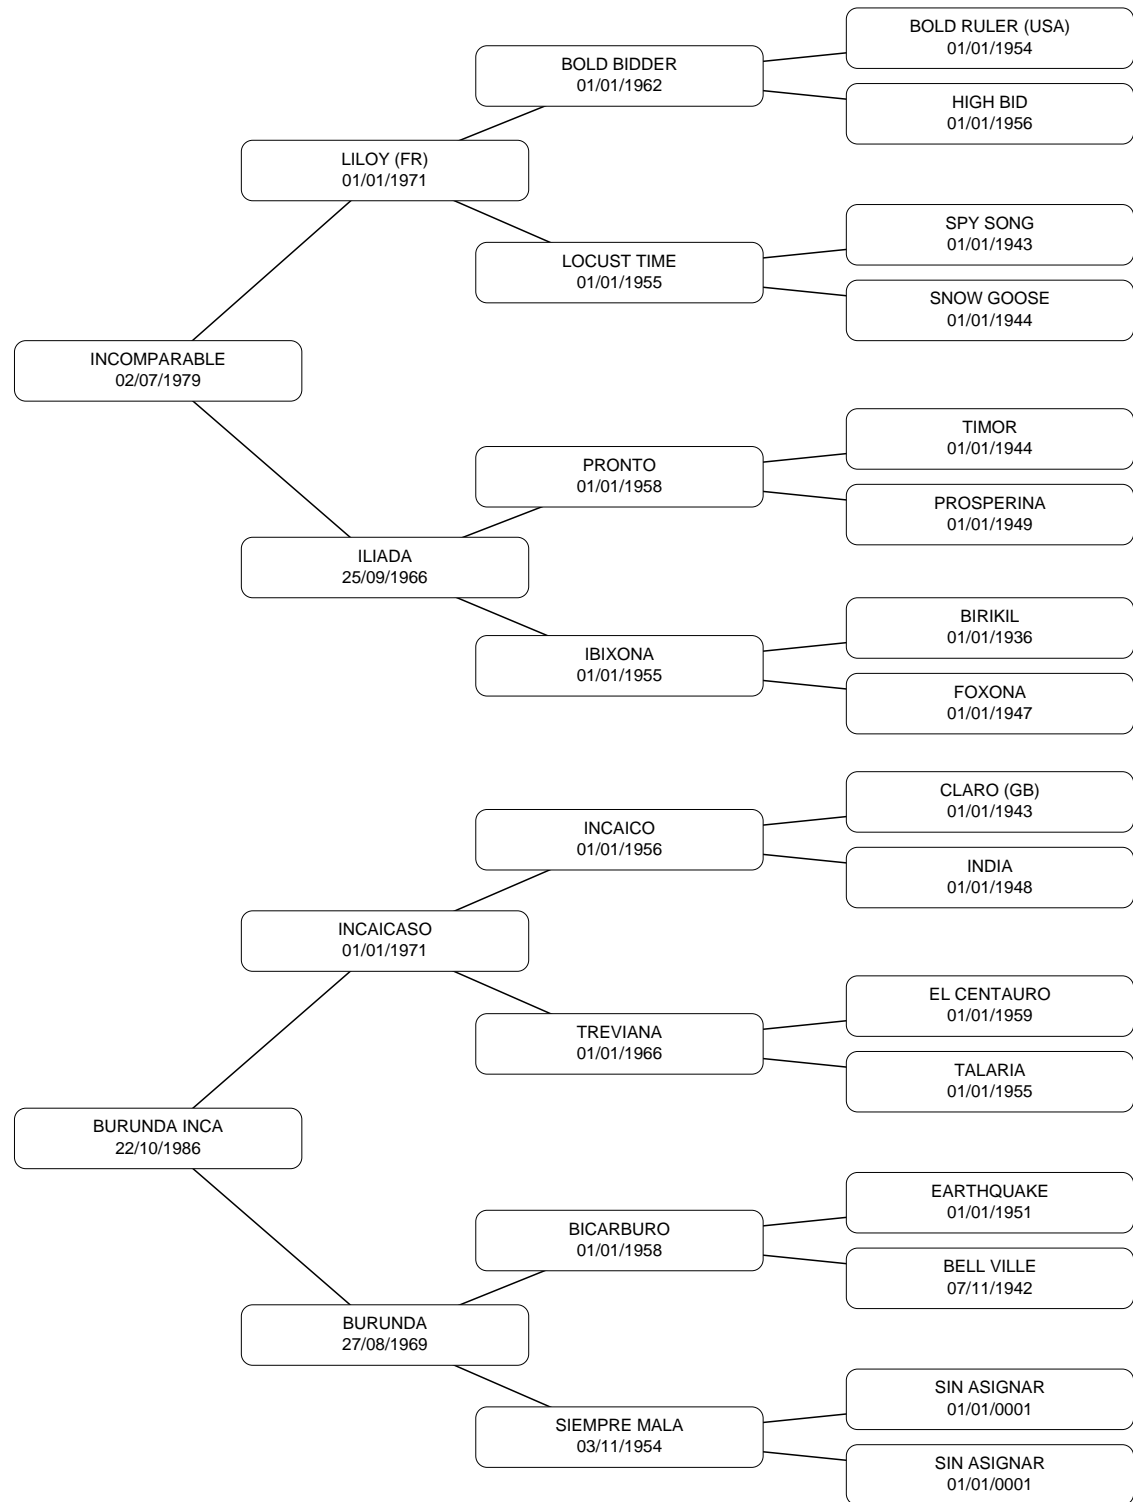 BOLD RULER (USA)
01/01/1954
BOLD BIDDER
01/01/1962
HIGH BID
01/01/1956
LILOY (FR)
01/01/1971
SPY SONG
01/01/1943
LOCUST TIME
01/01/1955
SNOW GOOSE
01/01/1944
INCOMPARABLE
02/07/1979
TIMOR
01/01/1944
PRONTO
01/01/1958
PROSPERINA
01/01/1949
ILIADA
25/09/1966
BIRIKIL
01/01/1936
IBIXONA
01/01/1955
FOXONA
01/01/1947
CLARO (GB)
01/01/1943
INCAICO
01/01/1956
INDIA
01/01/1948
INCAICASO
01/01/1971
EL CENTAURO
01/01/1959
TREVIANA
01/01/1966
TALARIA
01/01/1955
BURUNDA INCA
22/10/1986
EARTHQUAKE
01/01/1951
BICARBURO
01/01/1958
BELL VILLE
07/11/1942
BURUNDA
27/08/1969
SIN ASIGNAR
01/01/0001
SIEMPRE MALA
03/11/1954
SIN ASIGNAR
01/01/0001